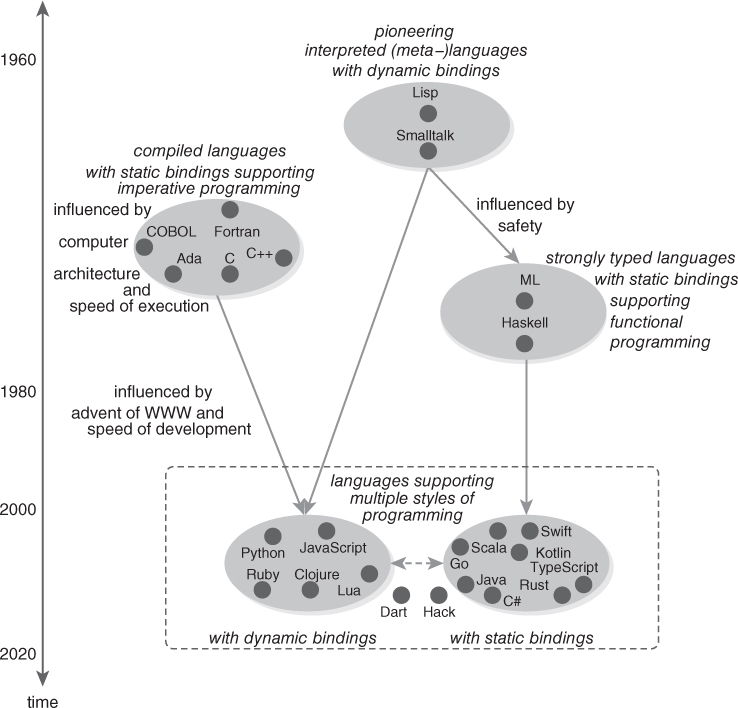 pioneering
interpreted (meta-)languages
with dynamic bindings
1960
Lisp
Smalltalk
compiled languages
with static bindings supporting
imperative programming
influenced by
computer
architecture
and
speed of execution
COBOL
Fortran
Ada
C
C++
influenced by
safety
strongly typed languages
with static bindings
supporting
functional
programming
ML
Haskell
1980
influenced by
advent of WWW and
speed of development
2000
languages supporting
multiple styles of
programming
Python
JavaScript
Ruby
Clojure
Lua
Swift
Scala
Go
Kotlin
TypeScript
Java
Rust
C#
Dart
Hack
with dynamic bindings
with static bindings
2020
time